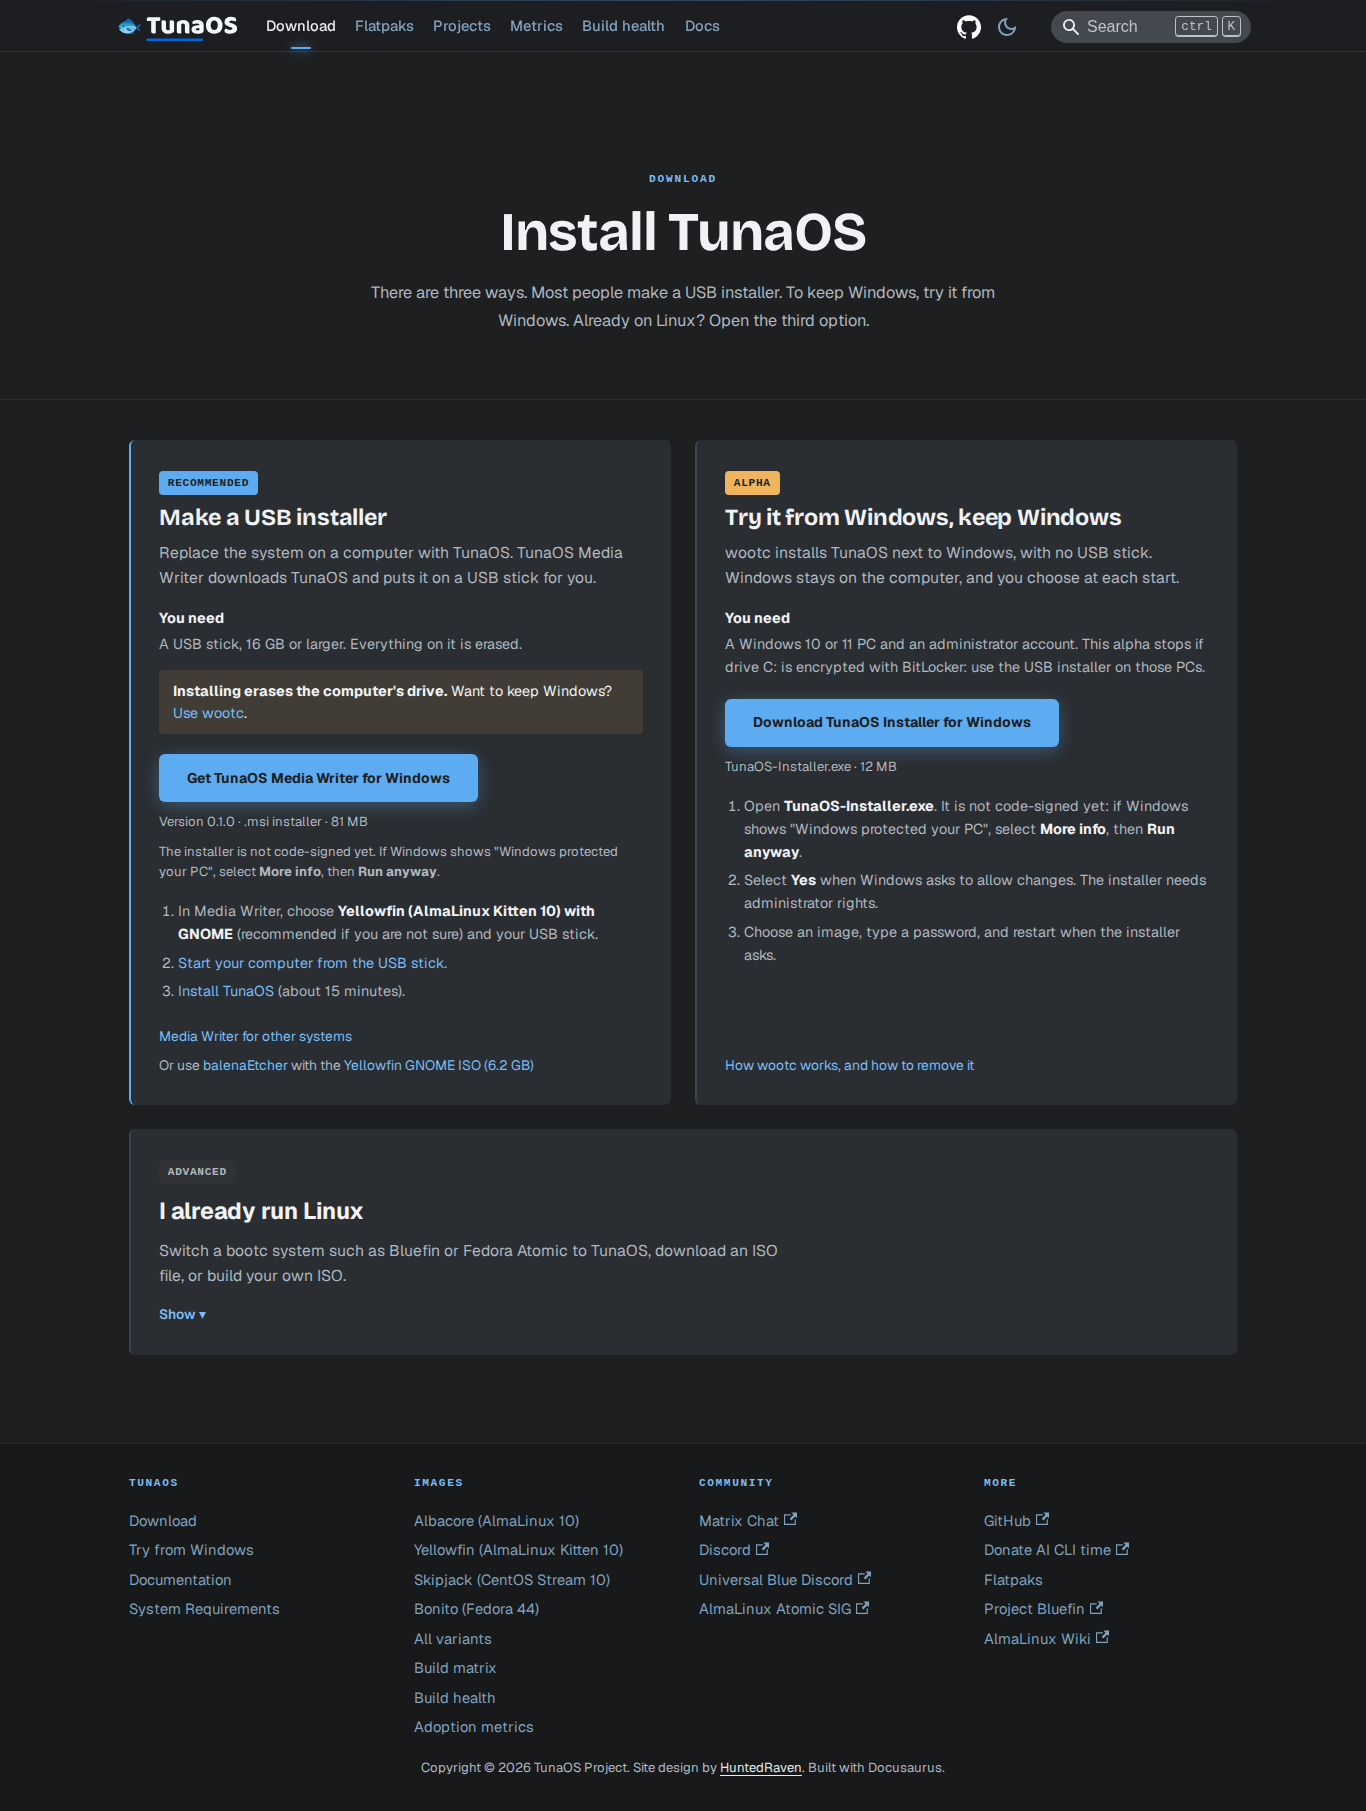 TunaOS
Download
Flatpaks
Projects
Metrics
Build health
Docs
Search
ctrl
K
DOWNLOAD
Install TunaOS
There are three ways. Most people make a USB installer. To keep Windows, try it from
Windows. Already on Linux? Open the third option.
RECOMMENDED
Make a USB installer
Replace the system on a computer with TunaOS. TunaOS Media
Writer downloads TunaOS and puts it on a USB stick for you.
You need
A USB stick, 16 GB or larger. Everything on it is erased.
Installing erases the computer's drive. Want to keep Windows?
Use wootc.
Get TunaOS Media Writer for Windows
Version 0.1.0 · .msi installer · 81 MB
The installer is not code-signed yet. If Windows shows "Windows protected
your PC", select More info, then Run anyway.
1. In Media Writer, choose Yellowfin (AlmaLinux Kitten 10) with
GNOME (recommended if you are not sure) and your USB stick.
2. Start your computer from the USB stick.
3. Install TunaOS (about 15 minutes).
Media Writer for other systems
Or use balenaEtcher with the Yellowfin GNOME ISO (6.2 GB)
ALPHA
Try it from Windows, keep Windows
wootc installs TunaOS next to Windows, with no USB stick.
Windows stays on the computer, and you choose at each start.
You need
A Windows 10 or 11 PC and an administrator account. This alpha stops if
drive C: is encrypted with BitLocker: use the USB installer on those PCs.
Download TunaOS Installer for Windows
TunaOS-Installer.exe · 12 MB
1. Open TunaOS-Installer.exe. It is not code-signed yet: if Windows
shows "Windows protected your PC", select More info, then Run
anyway.
2. Select Yes when Windows asks to allow changes. The installer needs
administrator rights.
3. Choose an image, type a password, and restart when the installer
asks.
How wootc works, and how to remove it
ADVANCED
I already run Linux
Switch a bootc system such as Bluefin or Fedora Atomic to TunaOS, download an ISO
file, or build your own ISO.
Show ▾
TUNAOS
Download
Try from Windows
Documentation
System Requirements
IMAGES
Albacore (AlmaLinux 10)
Yellowfin (AlmaLinux Kitten 10)
Skipjack (CentOS Stream 10)
Bonito (Fedora 44)
All variants
Build matrix
Build health
Adoption metrics
COMMUNITY
Matrix Chat
Discord
Universal Blue Discord
AlmaLinux Atomic SIG
MORE
GitHub
Donate AI CLI time
Flatpaks
Project Bluefin
AlmaLinux Wiki
Copyright © 2026 TunaOS Project. Site design by HuntedRaven. Built with Docusaurus.